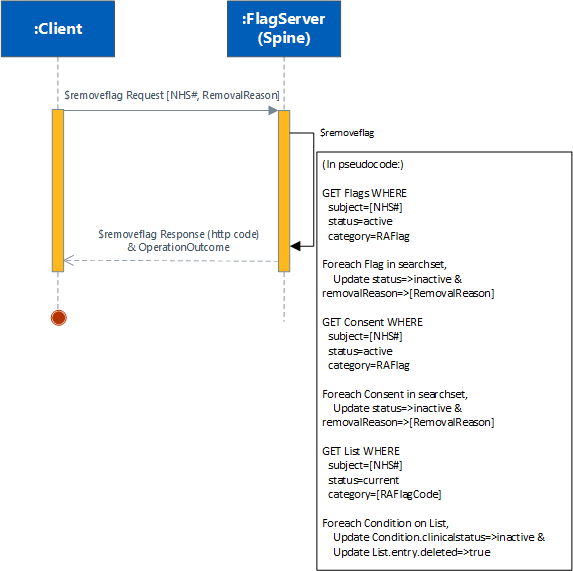 :Client
:FlagServer
(Spine)
$removeflag Request [NHS#, RemovalReason]
$removeflag
(In pseudocode:)
GET Flags WHERE
subject=[NHS#]
status=active
category=RAFlag
Foreach Flag in searchset,
Update status=>inactive &
removalReason=>[RemovalReason]
GET Consent WHERE
subject=[NHS#]
status=active
category=RAFlag
Foreach Consent in searchset,
Update status=>inactive &
removalReason=>[RemovalReason]
GET List WHERE
subject=[NHS#]
status=current
category=[RAFlagCode]
Foreach Condition on List,
Update Condition.clinicalstatus=>inactive &
Update List.entry.deleted=>true
$removeflag Response (http code)
& OperationOutcome